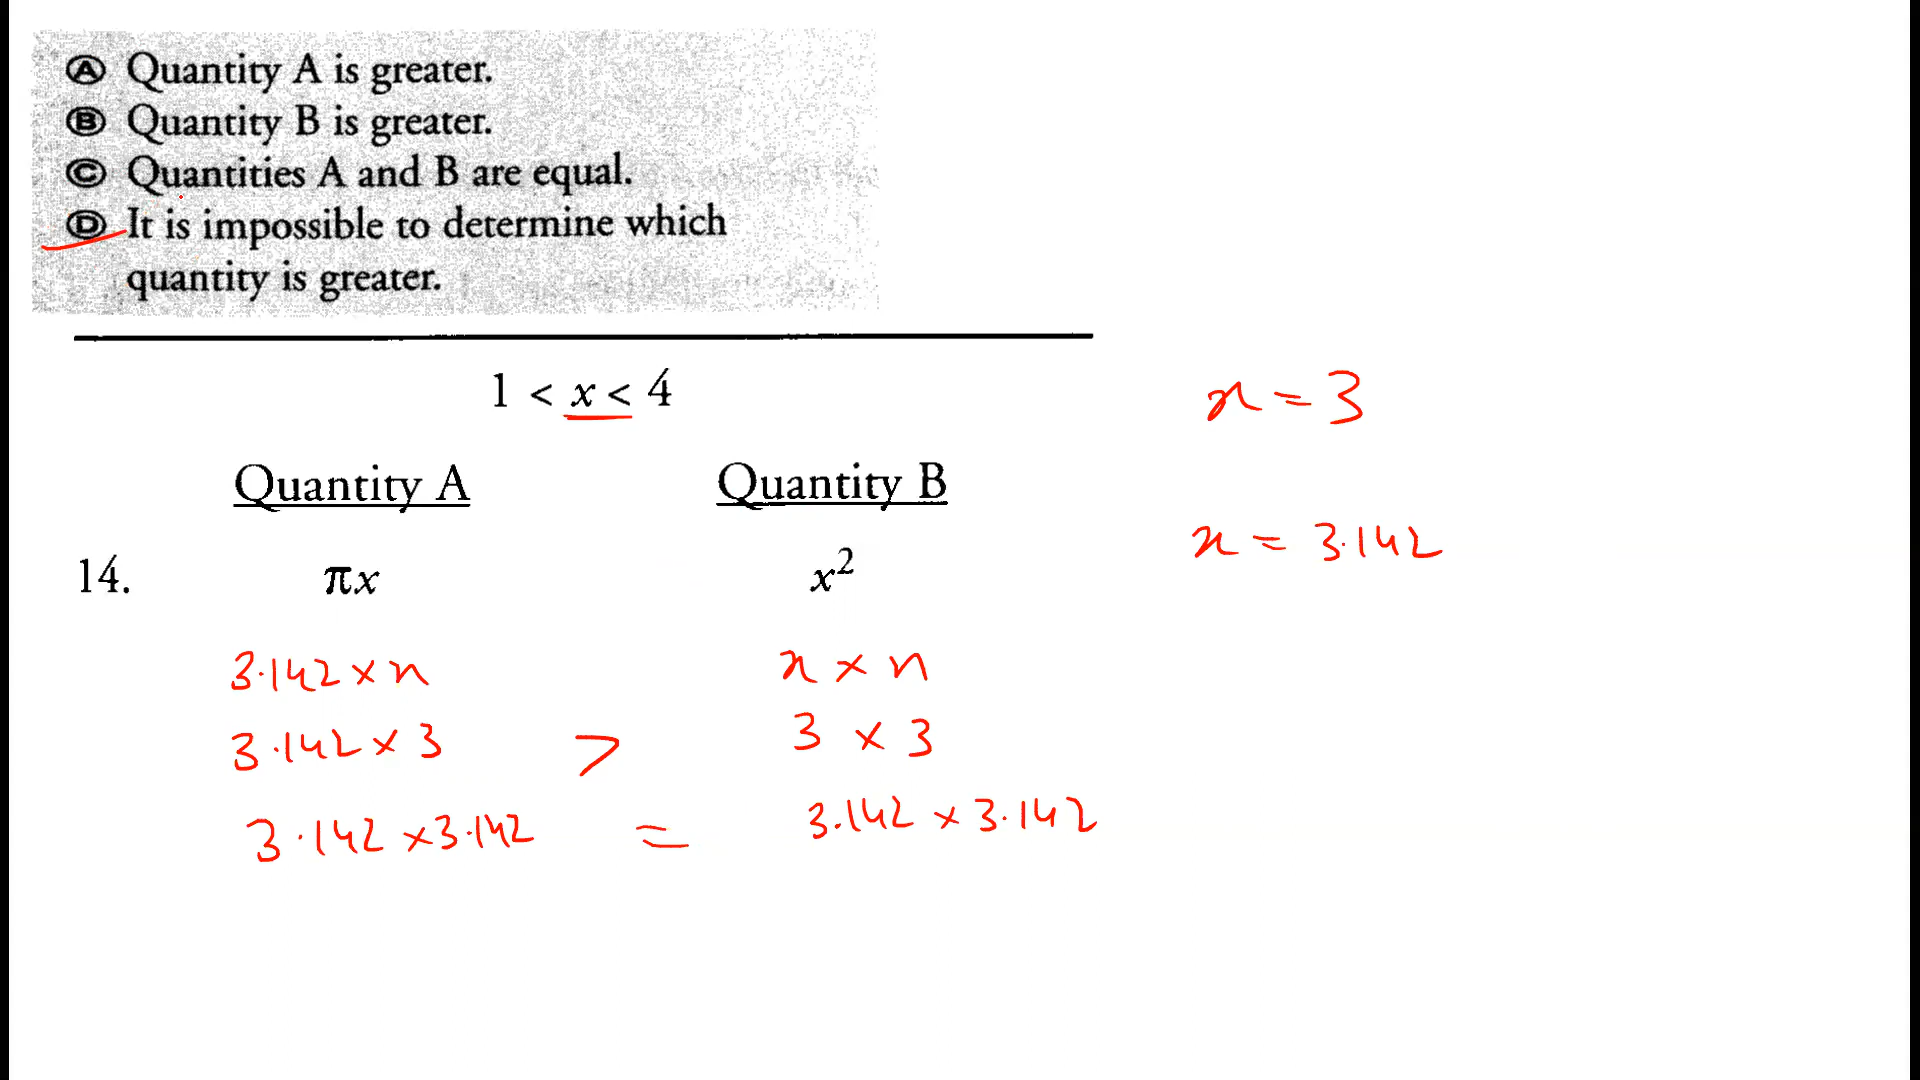 Ⓐ Quantity A is greater.
Ⓑ Quantity B is greater.
Ⓒ Quantities A and B are equal.
Ⓓ It is impossible to determine which
quantity is greater.
1 < x < 4
Quantity A Quantity B
14. πx x²
3.142 × x x × x
3.142 × 3 > 3 × 3
3.142 × 3.142 = 3.142 × 3.142
x = 3
x = 3.142